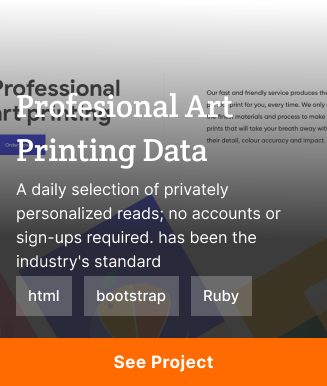 Professional
art printing
Our fast and friendly service produces the
print for you, every time. We only
the finest materials and process to make
prints that will take your breath away with
their detail, colour accuracy and impact.
Profesional Art
Printing Data
A daily selection of privately
personalized reads; no accounts or
sign-ups required. has been the
industry's standard
html
bootstrap
Ruby
See Project